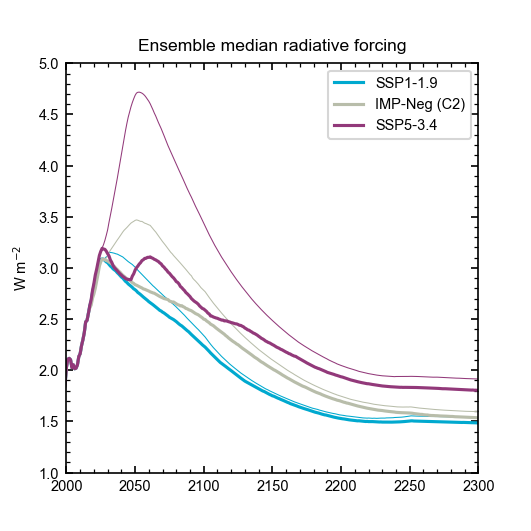 Ensemble median radiative forcing
5.0
4.5
4.0
3.5
3.0
2.5
2.0
1.5
1.0
W m⁻²
SSP1-1.9
IMP-Neg (C2)
SSP5-3.4
2000 2050 2100 2150 2200 2250 2300